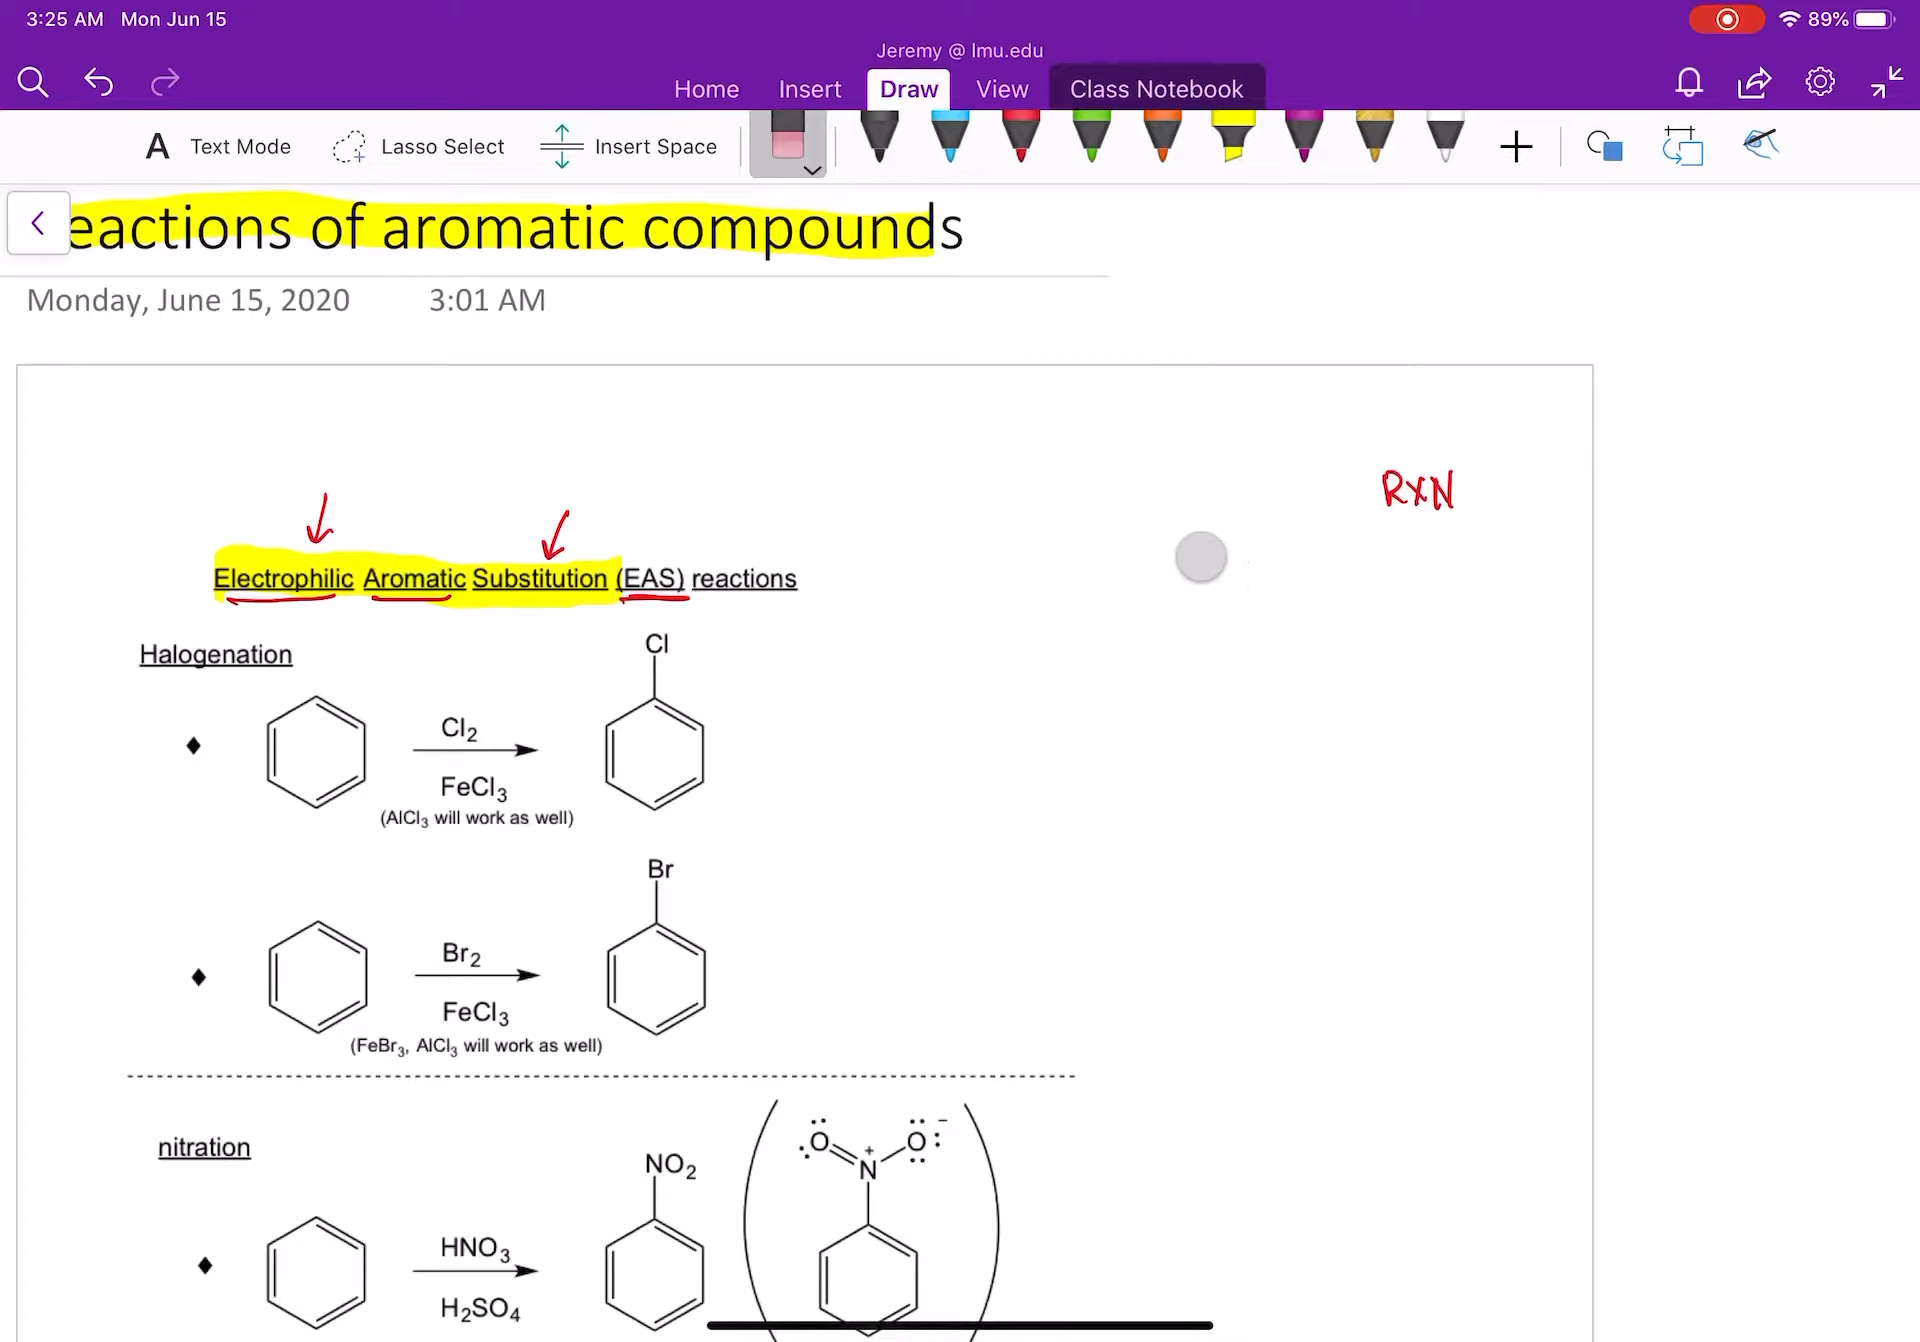 3:25 AM Mon Jun 15
89%
Jeremy @ lmu.edu
Home Insert Draw View Class Notebook
A Text Mode Lasso Select Insert Space
eactions of aromatic compounds
Monday, June 15, 2020 3:01 AM
RXN
Electrophilic Aromatic Substitution (EAS) reactions
Halogenation
Cl
Cl₂
FeCl₃
(AlCl₃ will work as well)
Br
Br₂
FeCl₃
(FeBr₃, AlCl₃ will work as well)
nitration
O N + O −
NO₂
HNO₃
H₂SO₄